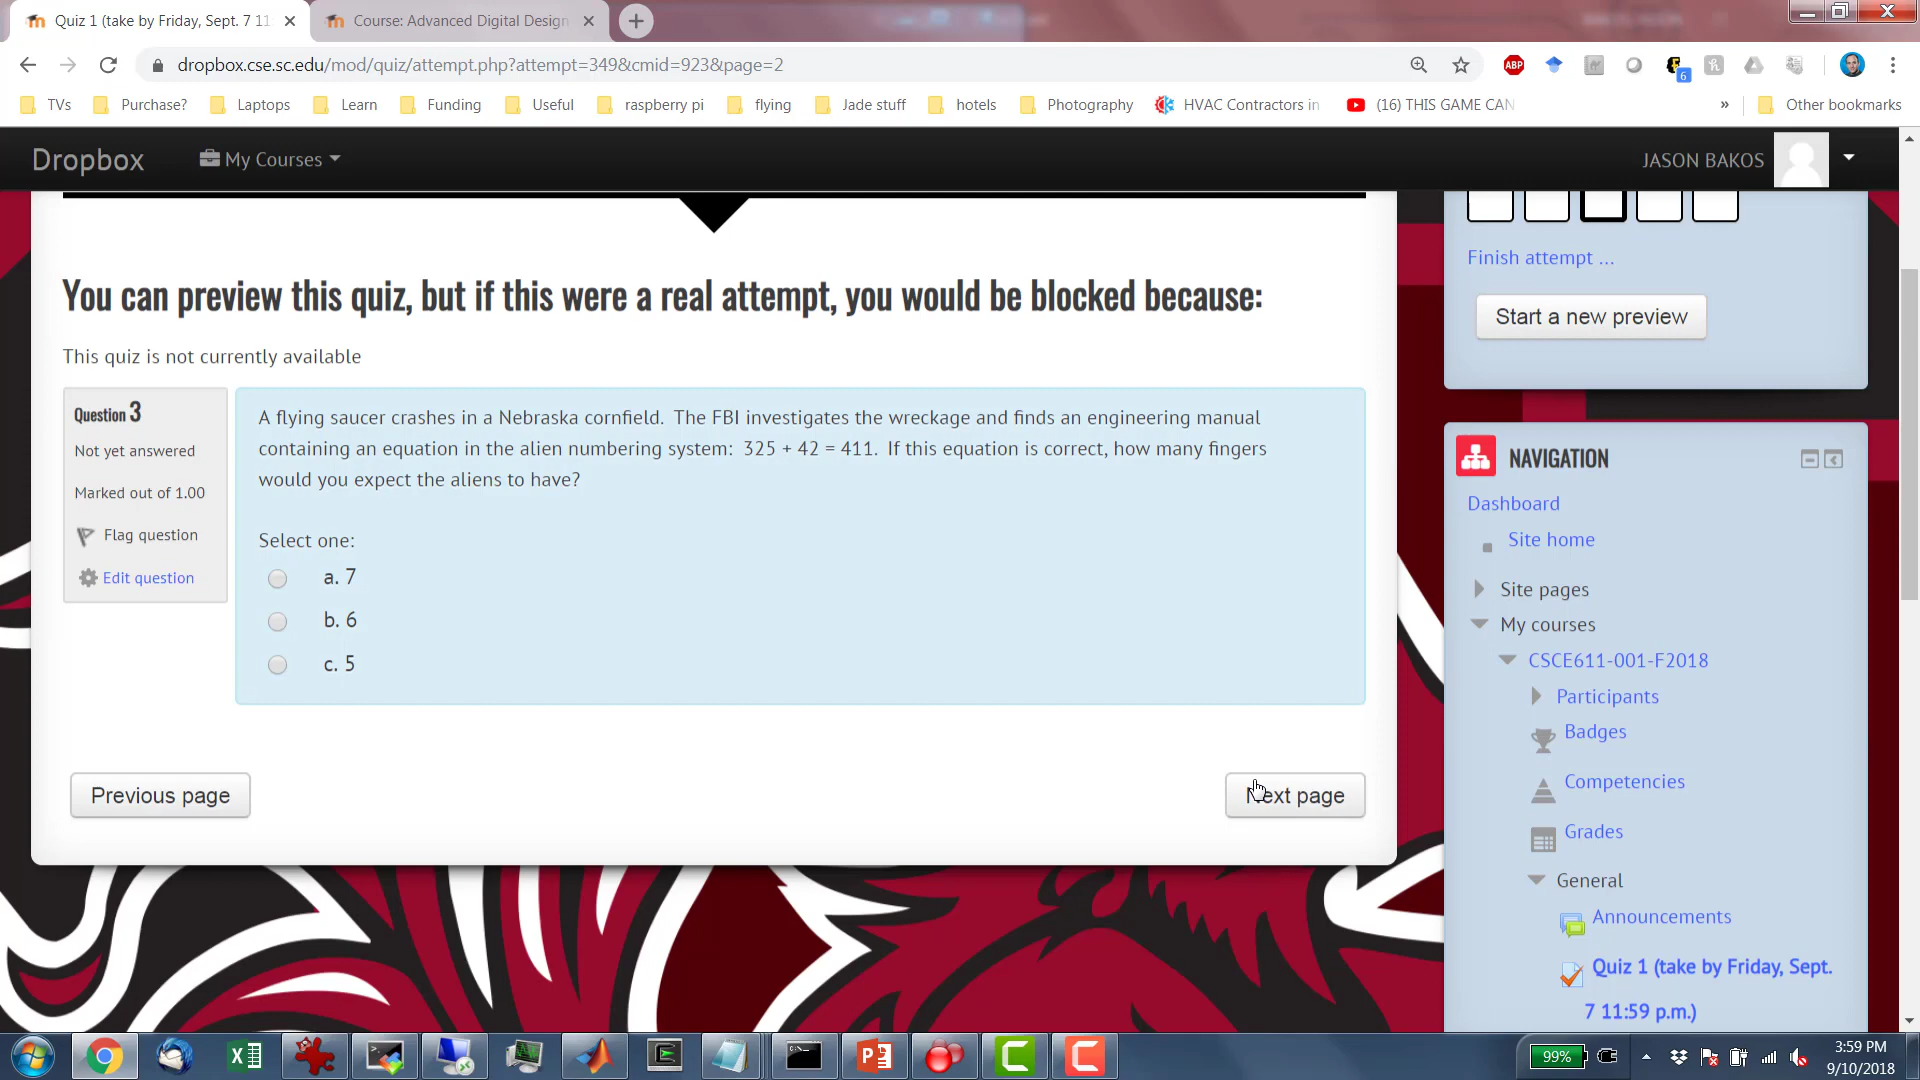 Quiz 1 (take by Friday, Sept. 7 11:
Course: Advanced Digital Design
dropbox.cse.sc.edu/mod/quiz/attempt.php?attempt=349&cmid=923&page=2
ABP
6
TVs
Purchase?
Laptops
Learn
Funding
Useful
raspberry pi
flying
Jade stuff
hotels
Photography
HVAC Contractors in
(16) THIS GAME CAN
»
Other bookmarks
Dropbox
My Courses
JASON BAKOS
You can preview this quiz, but if this were a real attempt, you would be blocked because:
This quiz is not currently available
Question 3
Not yet answered
Marked out of 1.00
Flag question
Edit question
A flying saucer crashes in a Nebraska cornfield. The FBI investigates the wreckage and finds an engineering manual
containing an equation in the alien numbering system: 325 + 42 = 411. If this equation is correct, how many fingers
would you expect the aliens to have?
Select one:
a. 7
b. 6
c. 5
Previous page
Next page
Finish attempt ...
Start a new preview
NAVIGATION
Dashboard
Site home
Site pages
My courses
CSCE611-001-F2018
Participants
Badges
Competencies
Grades
General
Announcements
Quiz 1 (take by Friday, Sept.
7 11:59 p.m.)
99%
3:59 PM
9/10/2018